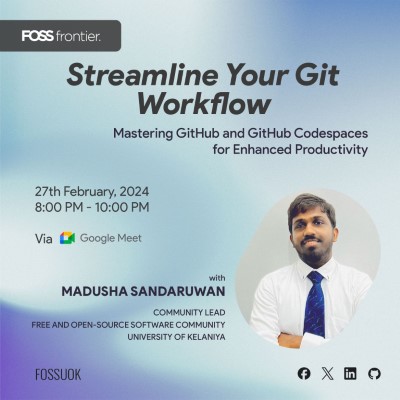 FOSS frontier.
Streamline Your Git
Workflow
Mastering GitHub and GitHub Codespaces
for Enhanced Productivity
27th February, 2024
8:00 PM - 10:00 PM
Via Google Meet
with
MADUSHA SANDARUWAN
COMMUNITY LEAD
FREE AND OPEN-SOURCE SOFTWARE COMMUNITY
UNIVERSITY OF KELANIYA
FOSSUOK